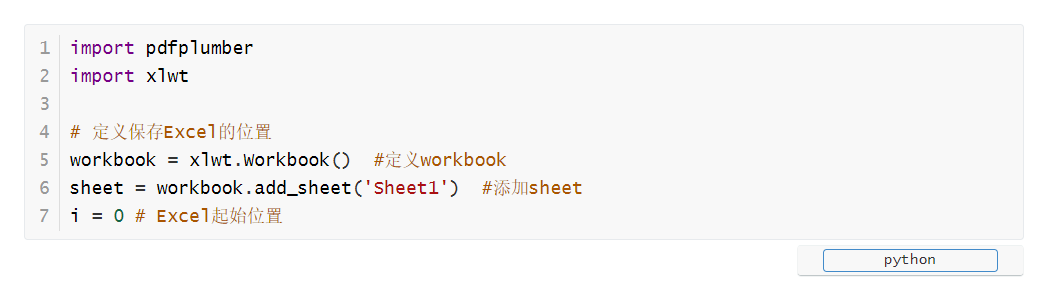 1 import pdfplumber
2 import xlwt
3
4 # 定义保存Excel的位置
5 workbook = xlwt.Workbook()  #定义workbook
6 sheet = workbook.add_sheet('Sheet1')  #添加sheet
7 i = 0 # Excel起始位置
python